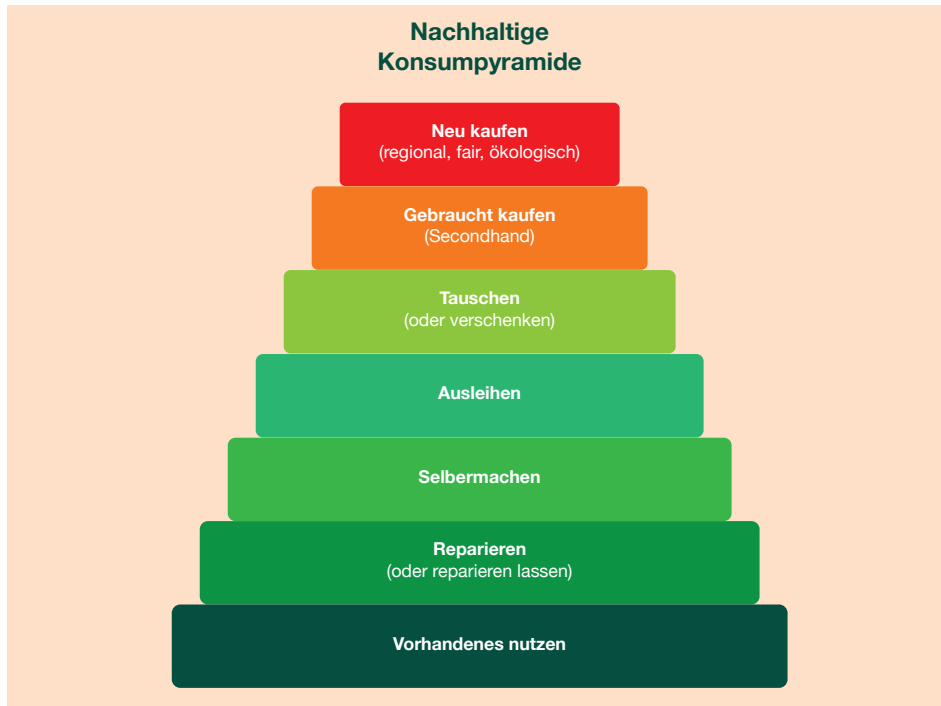 Nachhaltige
Konsumpyramide
Neu kaufen
(regional, fair, ökologisch)
Gebraucht kaufen
(Secondhand)
Tauschen
(oder verschenken)
Ausleihen
Selbermachen
Reparieren
(oder reparieren lassen)
Vorhandenes nutzen